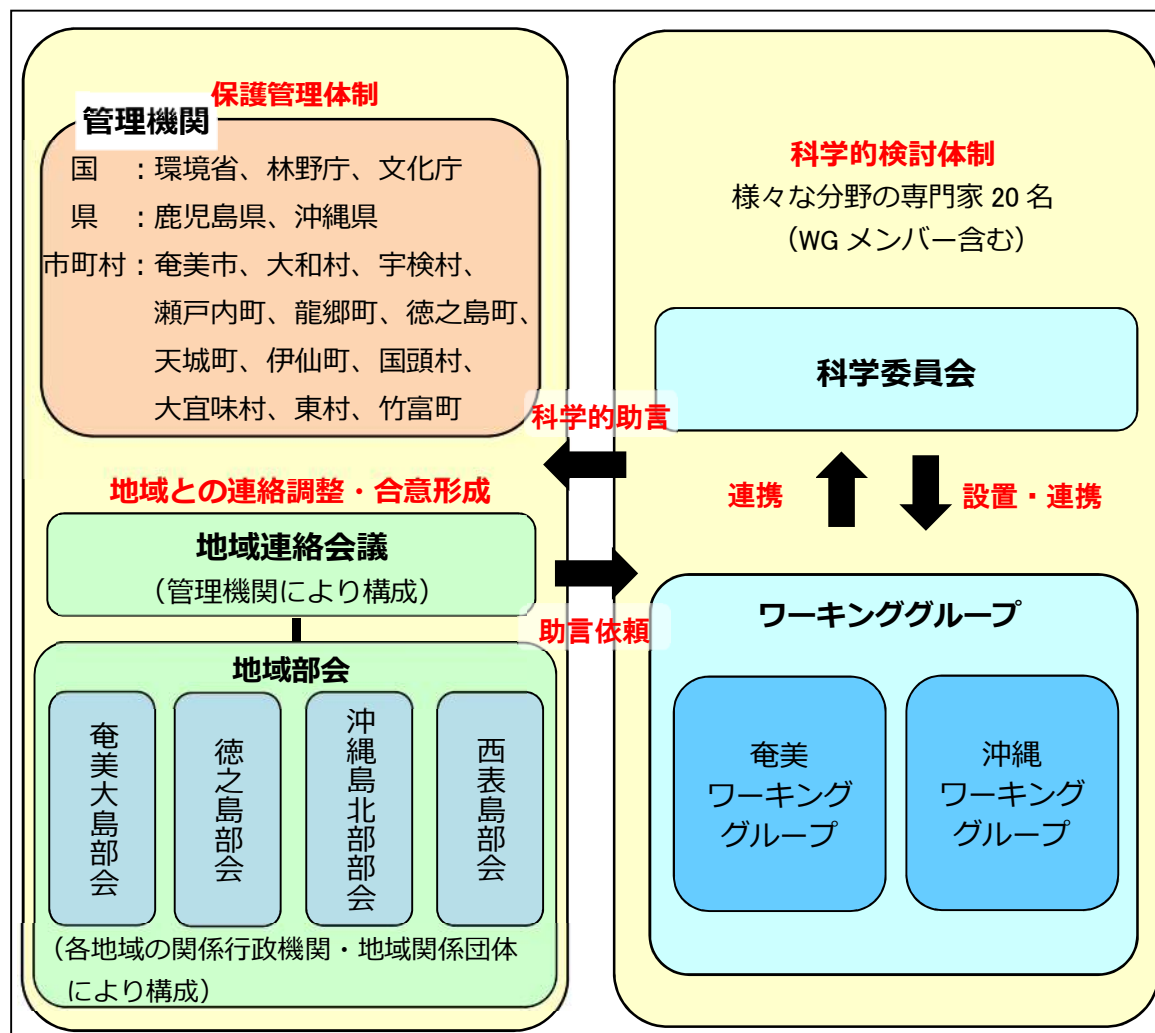 保護管理体制
管理機関
国　：環境省、林野庁、文化庁
県　：鹿児島県、沖縄県
市町村：奄美市、大和村、宇検村、
瀬戸内町、龍郷町、徳之島町、
天城町、伊仙町、国頭村、
大宜味村、東村、竹富町
地域との連絡調整・合意形成
地域連絡会議
（管理機関により構成）
地域部会
奄美大島部会
徳之島部会
沖縄島北部部会
西表島部会
（各地域の関係行政機関・地域関係団体
により構成）
科学的助言
助言依頼
科学的検討体制
様々な分野の専門家 20 名
（WG メンバー含む）
科学委員会
連携
設置・連携
ワーキンググループ
奄美
ワーキング
グループ
沖縄
ワーキング
グループ